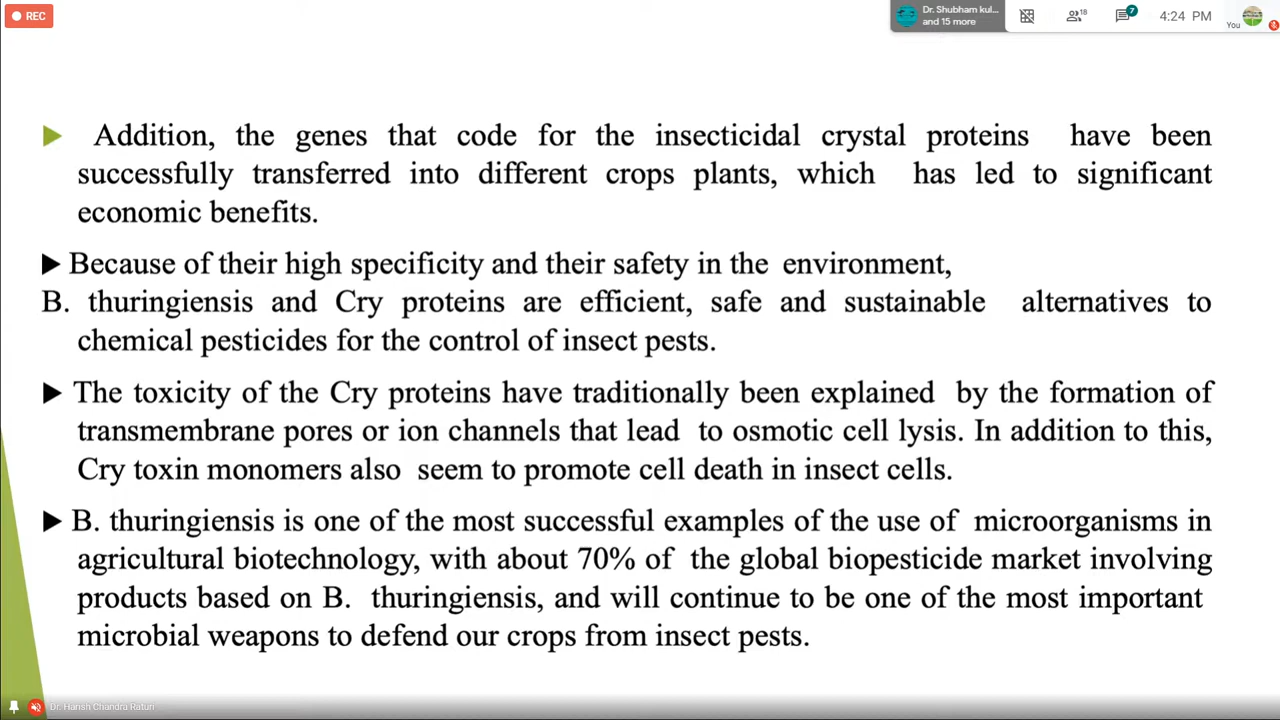 REC
Dr. Shubham kul...
and 15 more
18
7
4:24 PM
You
Addition, the genes that code for the insecticidal crystal proteins have been
successfully transferred into different crops plants, which has led to significant
economic benefits.
Because of their high specificity and their safety in the environment,
B. thuringiensis and Cry proteins are efficient, safe and sustainable alternatives to
chemical pesticides for the control of insect pests.
The toxicity of the Cry proteins have traditionally been explained by the formation of
transmembrane pores or ion channels that lead to osmotic cell lysis. In addition to this,
Cry toxin monomers also seem to promote cell death in insect cells.
B. thuringiensis is one of the most successful examples of the use of microorganisms in
agricultural biotechnology, with about 70% of the global biopesticide market involving
products based on B. thuringiensis, and will continue to be one of the most important
microbial weapons to defend our crops from insect pests.
Dr. Harish Chandra Raturi